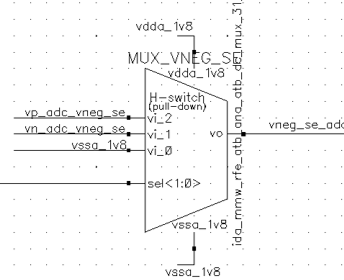 vdda_1v8
MUX_VNEG_SE
vdda_1v8
H-switch
(pull-down)
vp_adc_vneg_se
vi_2
vn_adc_vneg_se
vi_1
vo
vneg_se_adc
vssa_1v8
vi_0
sel<1:0>
vssa_1v8
vssa_1v8
ida_mmw_rfe_atb_ana_atb_dc_mux_31